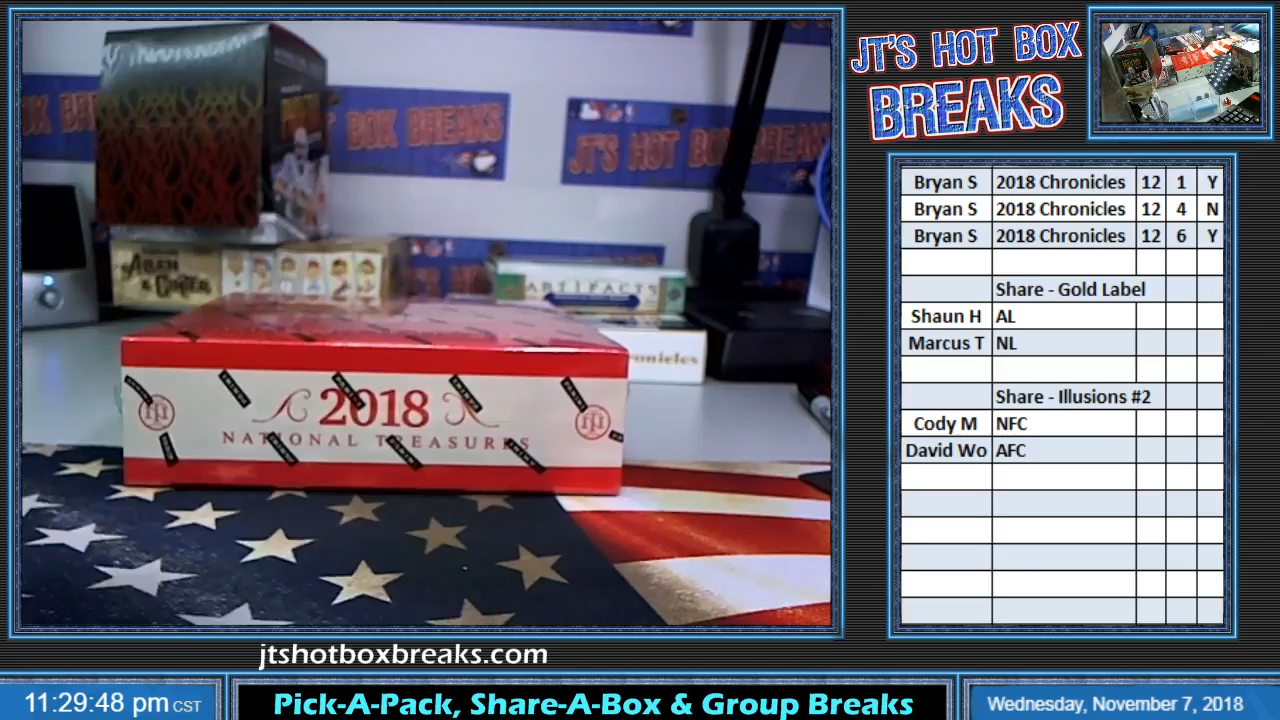 BOX BREAKS
JT'S HOT BOX BREAKS
ALLEN
& GINTER
ARTIFACTS
2018
NATIONAL TREASURES
JT'S HOT BOX
BREAKS
Bryan S 2018 Chronicles 12 1 Y
Bryan S 2018 Chronicles 12 4 N
Bryan S 2018 Chronicles 12 6 Y
Share - Gold Label
Shaun H AL
Marcus T NL
Share - Illusions #2
Cody M NFC
David Wo AFC
jtshotboxbreaks.com
11:29:48 pm CST
Pick-A-Pack, Share-A-Box & Group Breaks
Wednesday, November 7, 2018